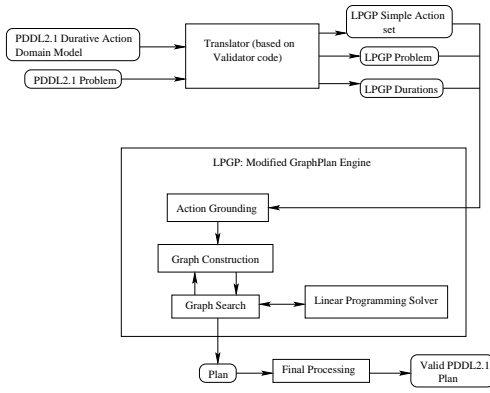 PDDL2.1 Durative Action
Domain Model
PDDL2.1 Problem
Translator (based on
Validator code)
LPGP Simple Action
set
LPGP Problem
LPGP Durations
LPGP: Modified GraphPlan Engine
Action Grounding
Graph Construction
Graph Search
Linear Programming Solver
Plan
Final Processing
Valid PDDL2.1
Plan